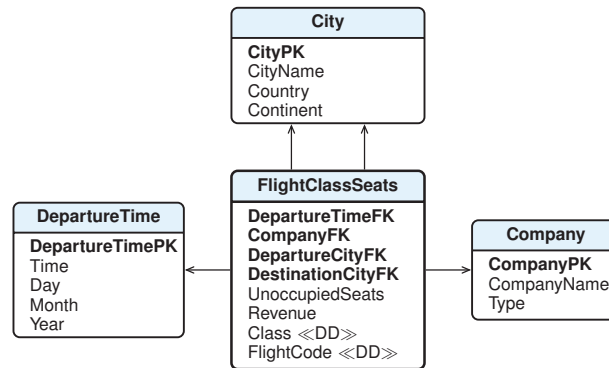 City
CityPK
CityName
Country
Continent
FlightClassSeats
DepartureTimeFK
CompanyFK
DepartureCityFK
DestinationCityFK
UnoccupiedSeats
Revenue
Class ≪DD≫
FlightCode ≪DD≫
DepartureTime
DepartureTimePK
Time
Day
Month
Year
Company
CompanyPK
CompanyName
Type